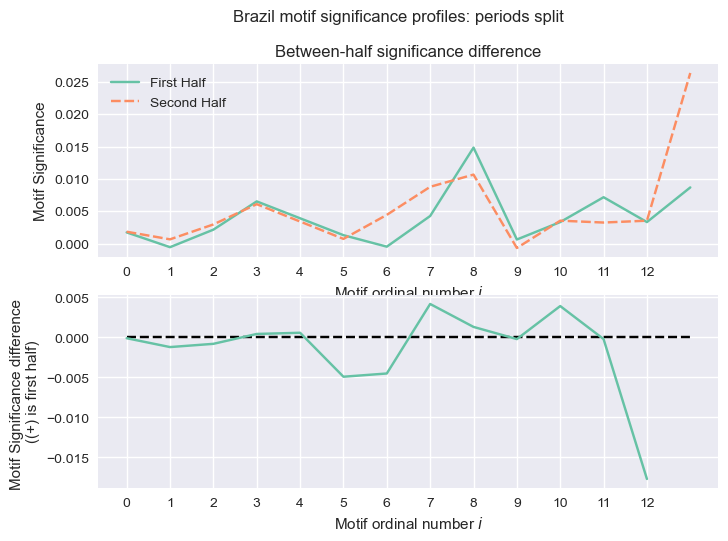 Brazil motif significance profiles: periods split
Between-half significance difference
First Half
Second Half
Motif Significance
0.025
0.020
0.015
0.010
0.005
0.000
0 1 2 3 4 5 6 7 8 9 10 11 12
Motif ordinal number i
Motif Significance difference
((+) is first half)
0.005
0.000
−0.005
−0.010
−0.015
0 1 2 3 4 5 6 7 8 9 10 11 12
Motif ordinal number i